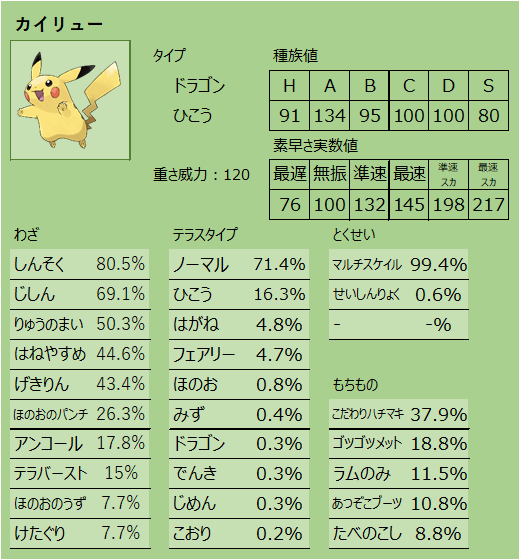 カイリュー
タイプ
ドラゴン
ひこう
重さ威力：120
種族値
H A B C D S
91 134 95 100 100 80
素早さ実数値
最遅 無振 準速 最速 準速スカ 最速スカ
76 100 132 145 198 217
わざ
しんそく 80.5%
じしん 69.1%
りゅうのまい 50.3%
はねやすめ 44.6%
げきりん 43.4%
ほのおのパンチ 26.3%
アンコール 17.8%
テラバースト 15%
ほのおのうず 7.7%
けたぐり 7.7%
テラスタイプ
ノーマル 71.4%
ひこう 16.3%
はがね 4.8%
フェアリー 4.7%
ほのお 0.8%
みず 0.4%
ドラゴン 0.3%
でんき 0.3%
じめん 0.3%
こおり 0.2%
とくせい
マルチスケイル 99.4%
せいしんりょく 0.6%
- -%
もちもの
こだわりハチマキ 37.9%
ゴツゴツメット 18.8%
ラムのみ 11.5%
あつぞこブーツ 10.8%
たべのこし 8.8%